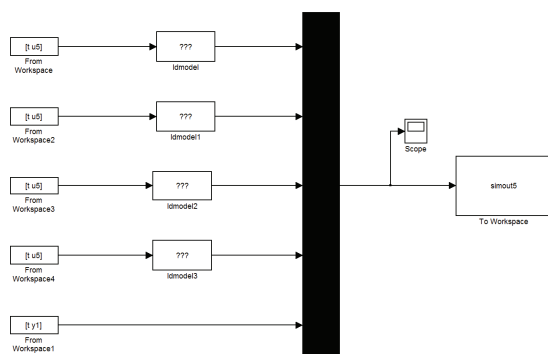 [t u5]
From
Workspace
???
Idmodel
[t u5]
From
Workspace2
???
Idmodel1
Scope
[t u5]
From
Workspace3
???
Idmodel2
simout5
To Workspace
[t u5]
From
Workspace4
???
Idmodel3
[t y1]
From
Workspace1